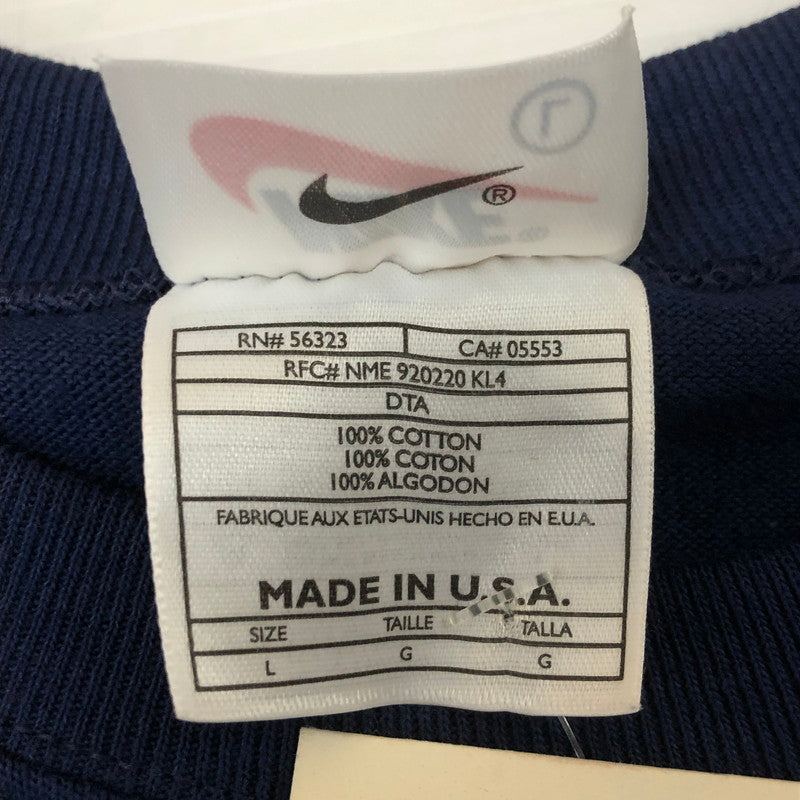 ®
RN# 56323 CA# 05553
RFC# NME 920220 KL4
DTA
100% COTTON
100% COTON
100% ALGODON
FABRIQUE AUX ETATS-UNIS HECHO EN E.U.A.
MADE IN U.S.A.
SIZE TAILLE TALLA
L G G